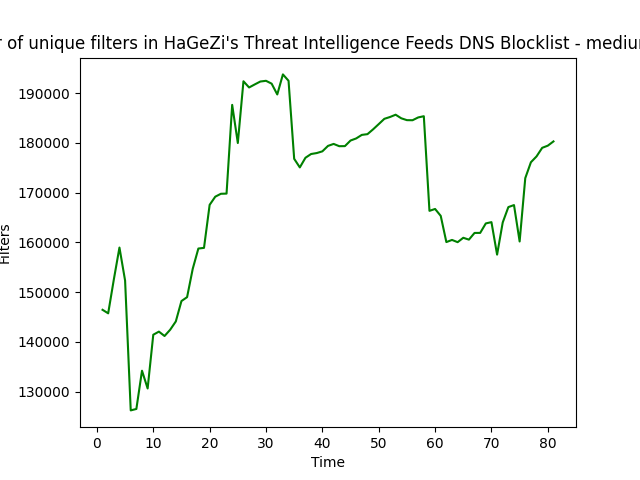 of unique filters in HaGeZi's Threat Intelligence Feeds DNS Blocklist - 
190000
180000
170000
160000
150000
140000
130000
Filters
0 10 20 30 40 50 60 70 80
Time